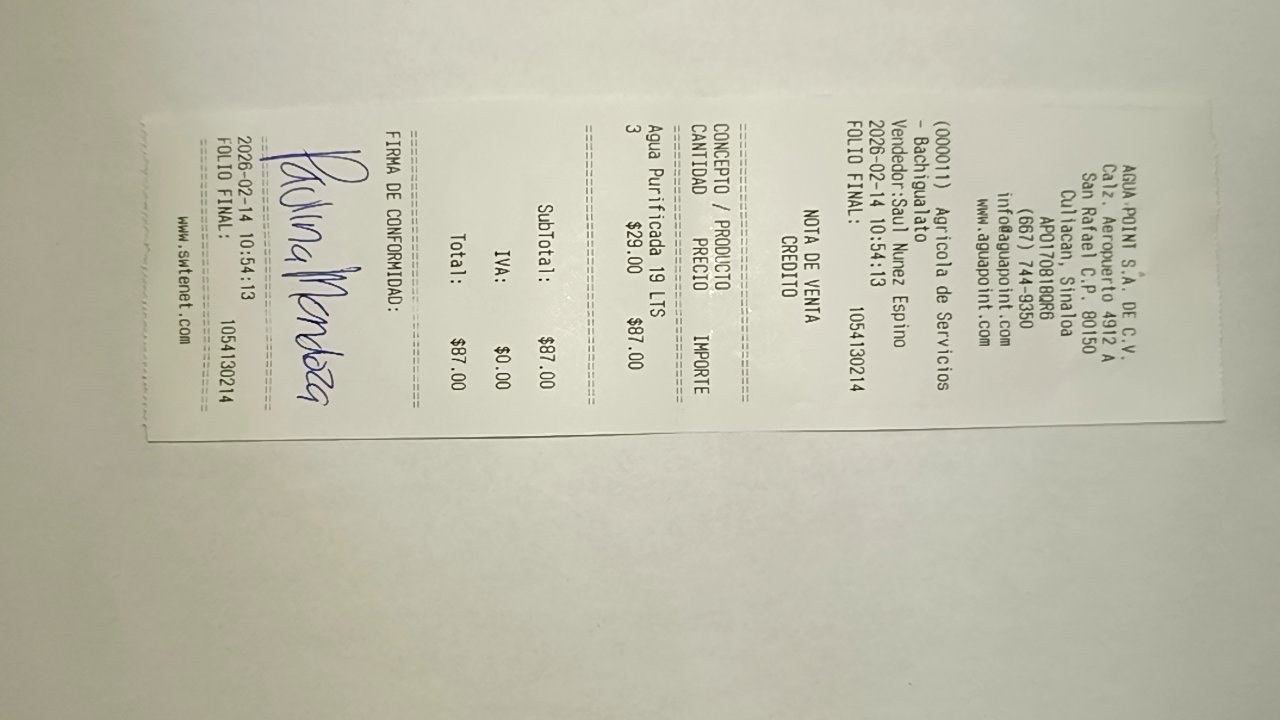 AGUA POINT S.A. DE C.V.
Calz. Aeropuerto 4912 A
San Rafael C.P. 80150
Culiacan, Sinaloa
APO170818QR6
(667) 744-9350
info@aguapoint.com
www.aguapoint.com
(000011) Agricola de Servicios
- Bachigualato
Vendedor:Saul Nunez Espino
2026-02-14 10:54:13
FOLIO FINAL: 1054130214
NOTA DE VENTA
CREDITO
CONCEPTO / PRODUCTO
CANTIDAD PRECIO IMPORTE
Agua Purificada 19 LTS
3 $29.00 $87.00
SubTotal: $87.00
IVA: $0.00
Total: $87.00
FIRMA DE CONFORMIDAD:
Paulina Mendoza
2026-02-14 10:54:13
FOLIO FINAL: 1054130214
www.swtenet.com